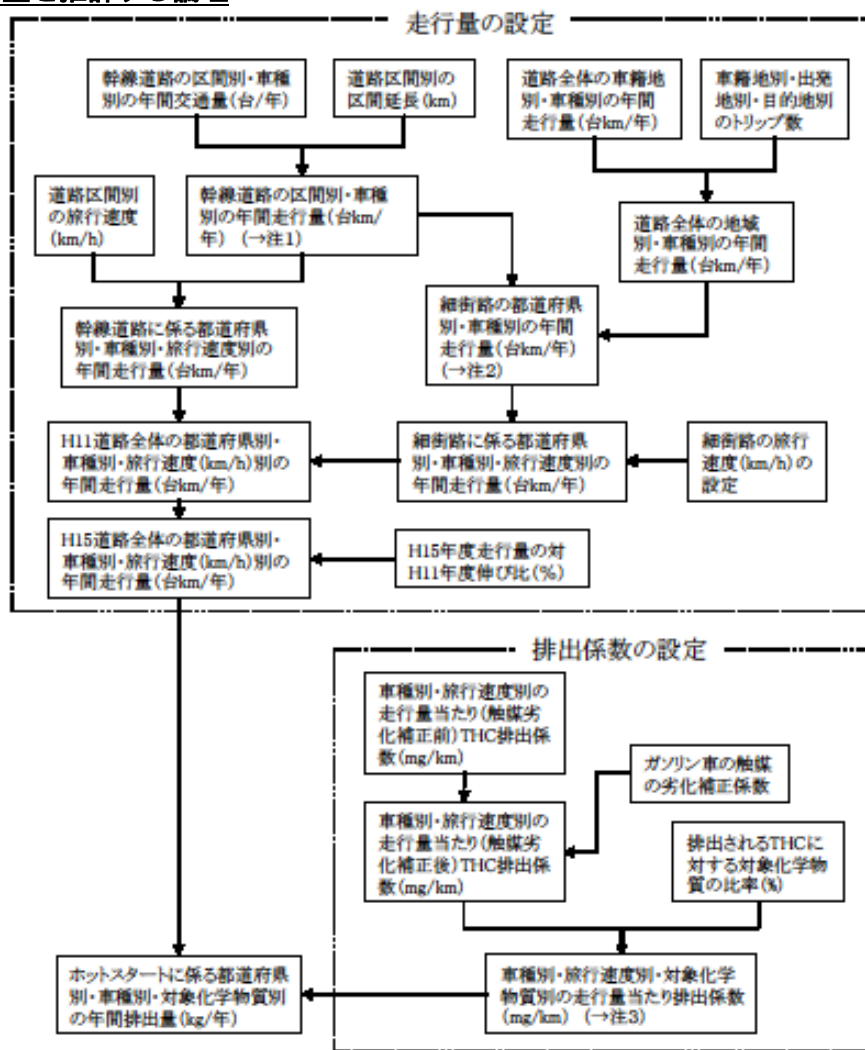 走行量の設定
幹線道路の区間別・車種
別の年間交通量(台/年)
道路区間別の
区間延長(km)
道路全体の車籍地
別・車種別の年間
走行量(台km/年)
車籍地別・出発
地別・目的地別
のトリップ数
道路区間別
の旅行速度
(km/h)
幹線道路の区間別・車種
別の年間走行量(台km/
年) (→注1)
道路全体の地域
別・車種別の年間
走行量(台km/年)
幹線道路に係る都道府県
別・車種別・旅行速度別の
年間走行量(台km/年)
細街路の都道府県
別・車種別の年間
走行量(台km/年)
(→注2)
H11道路全体の都道府県別・
車種別・旅行速度(km/h)別の
年間走行量(台km/年)
細街路に係る都道府県
別・車種別・旅行速度別の
年間走行量(台km/年)
細街路の旅行
速度(km/h)の
設定
H15道路全体の都道府県別・
車種別・旅行速度(km/h)別の
年間走行量(台km/年)
H15年度走行量の対
H11年度伸び比(%)
排出係数の設定
車種別・旅行速度別の
走行量当たり(触媒劣
化補正前)THC排出係
数(mg/km)
ガソリン車の触媒
の劣化補正係数
車種別・旅行速度別の
走行量当たり(触媒劣
化補正後)THC排出係
数(mg/km)
排出されるTHCに
対する対象化学物
質の比率(%)
ホットスタートに係る都道府県
別・車種別・対象化学物質別
の年間排出量(kg/年)
車種別・旅行速度別・対象化学
物質別の走行量当たり排出係数
(mg/km) (→注3)